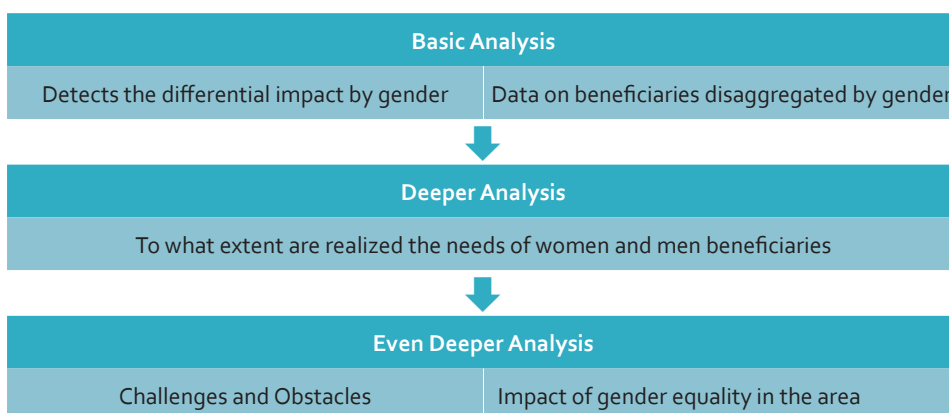 Basic Analysis
Detects the differential impact by gender
Data on beneficiaries disaggregated by gender
Deeper Analysis
To what extent are realized the needs of women and men beneficiaries
Even Deeper Analysis
Challenges and Obstacles
Impact of gender equality in the area